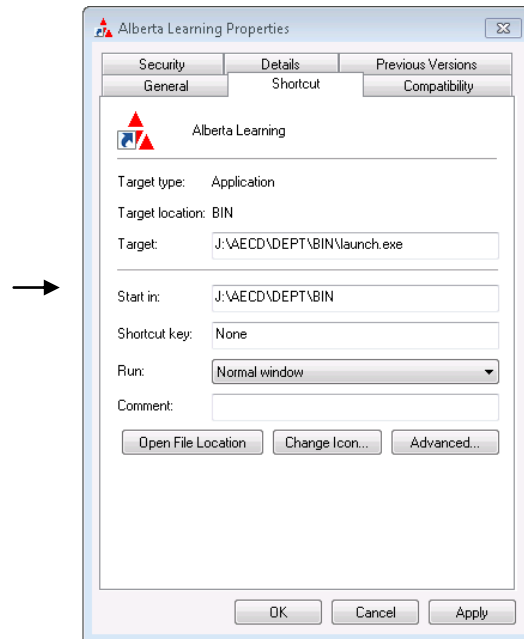 Alberta Learning Properties
Security Details Previous Versions
General Shortcut Compatibility
Alberta Learning
Target type: Application
Target location: BIN
Target: J:\AECD\DEPT\BIN\launch.exe
Start in: J:\AECD\DEPT\BIN
Shortcut key: None
Run: Normal window
Comment:
Open File Location Change Icon... Advanced...
OK Cancel Apply